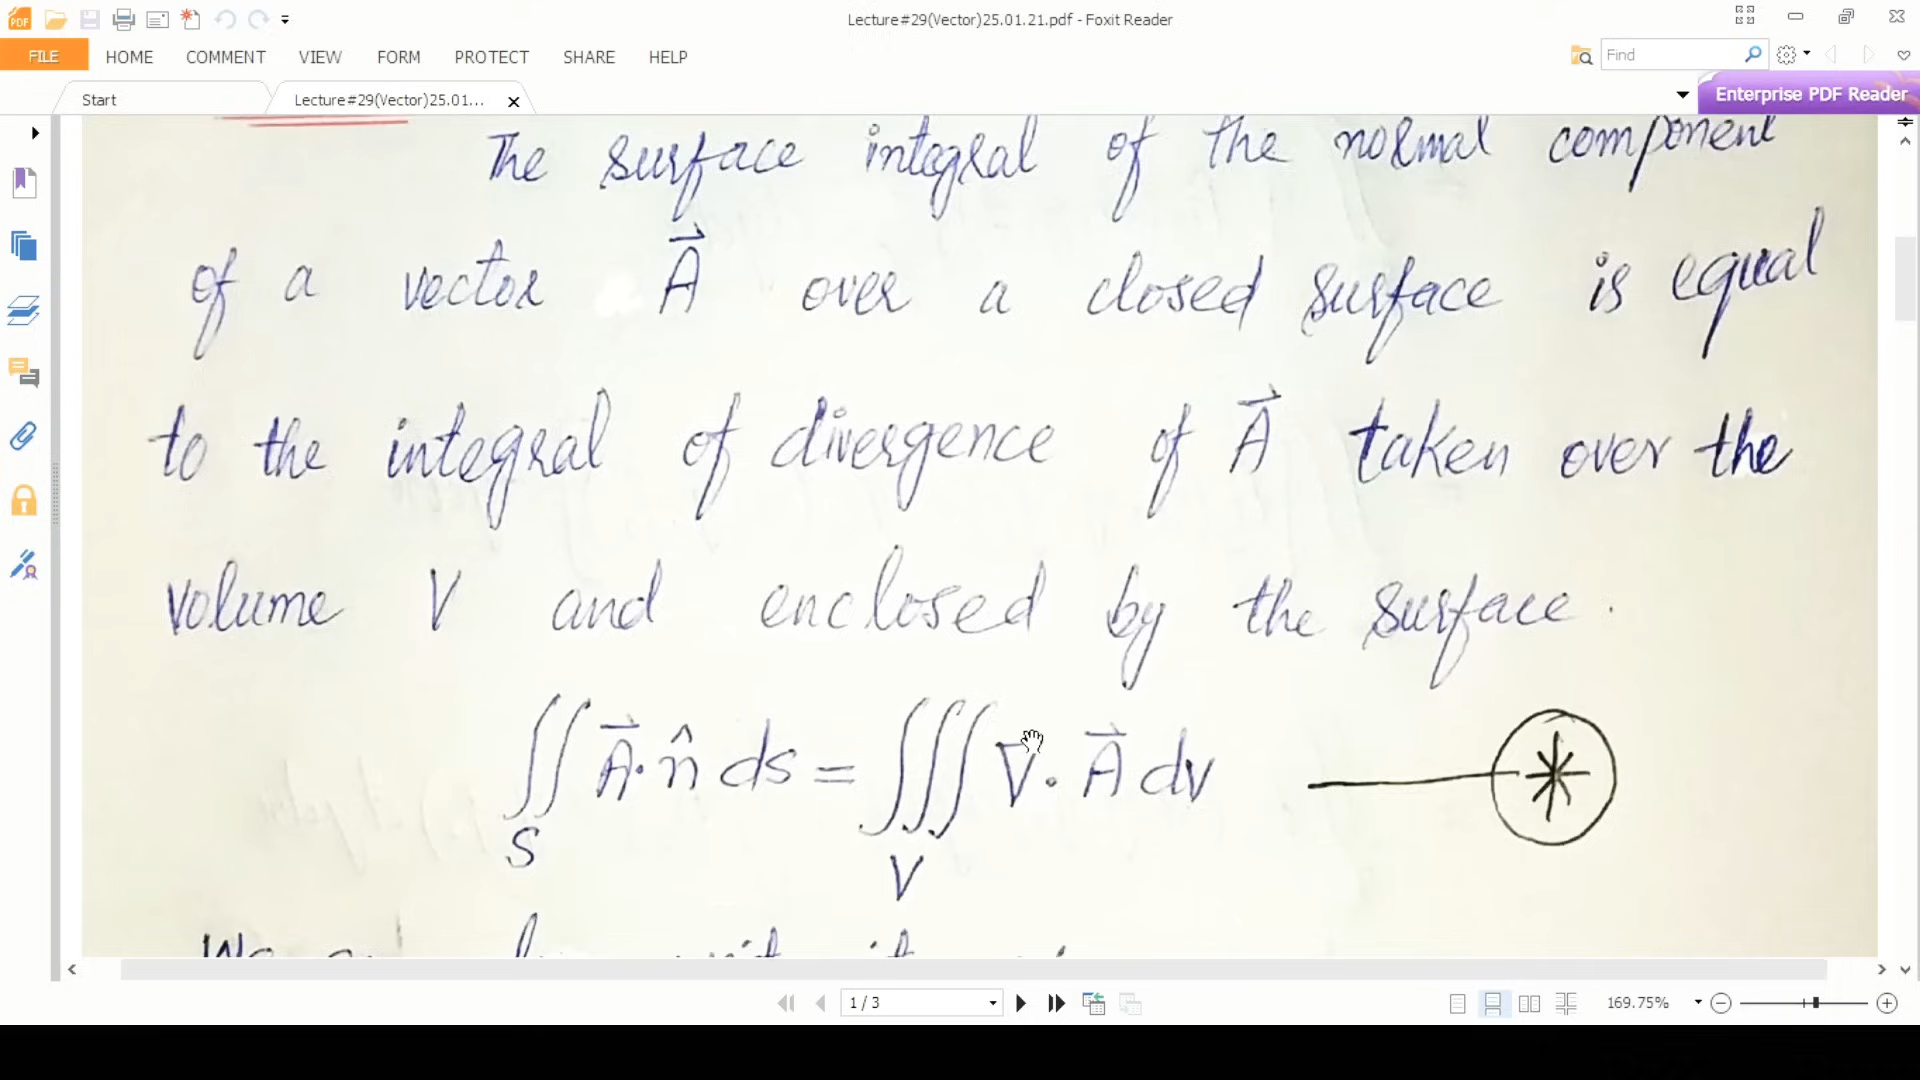 Lecture#29(Vector)25.01.21.pdf - Foxit Reader
FILE HOME COMMENT VIEW FORM PROTECT SHARE HELP
Find
Start
Lecture#29(Vector)25.01...
Enterprise PDF Reader
The surface integral of the normal component
of a vector A⃗ over a closed surface is equal
to the integral of divergence of A⃗ taken over the
volume V and enclosed by the surface.
∬_S A⃗·n̂ ds = ∭_V ∇·A⃗ dv
1 / 3
169.75%